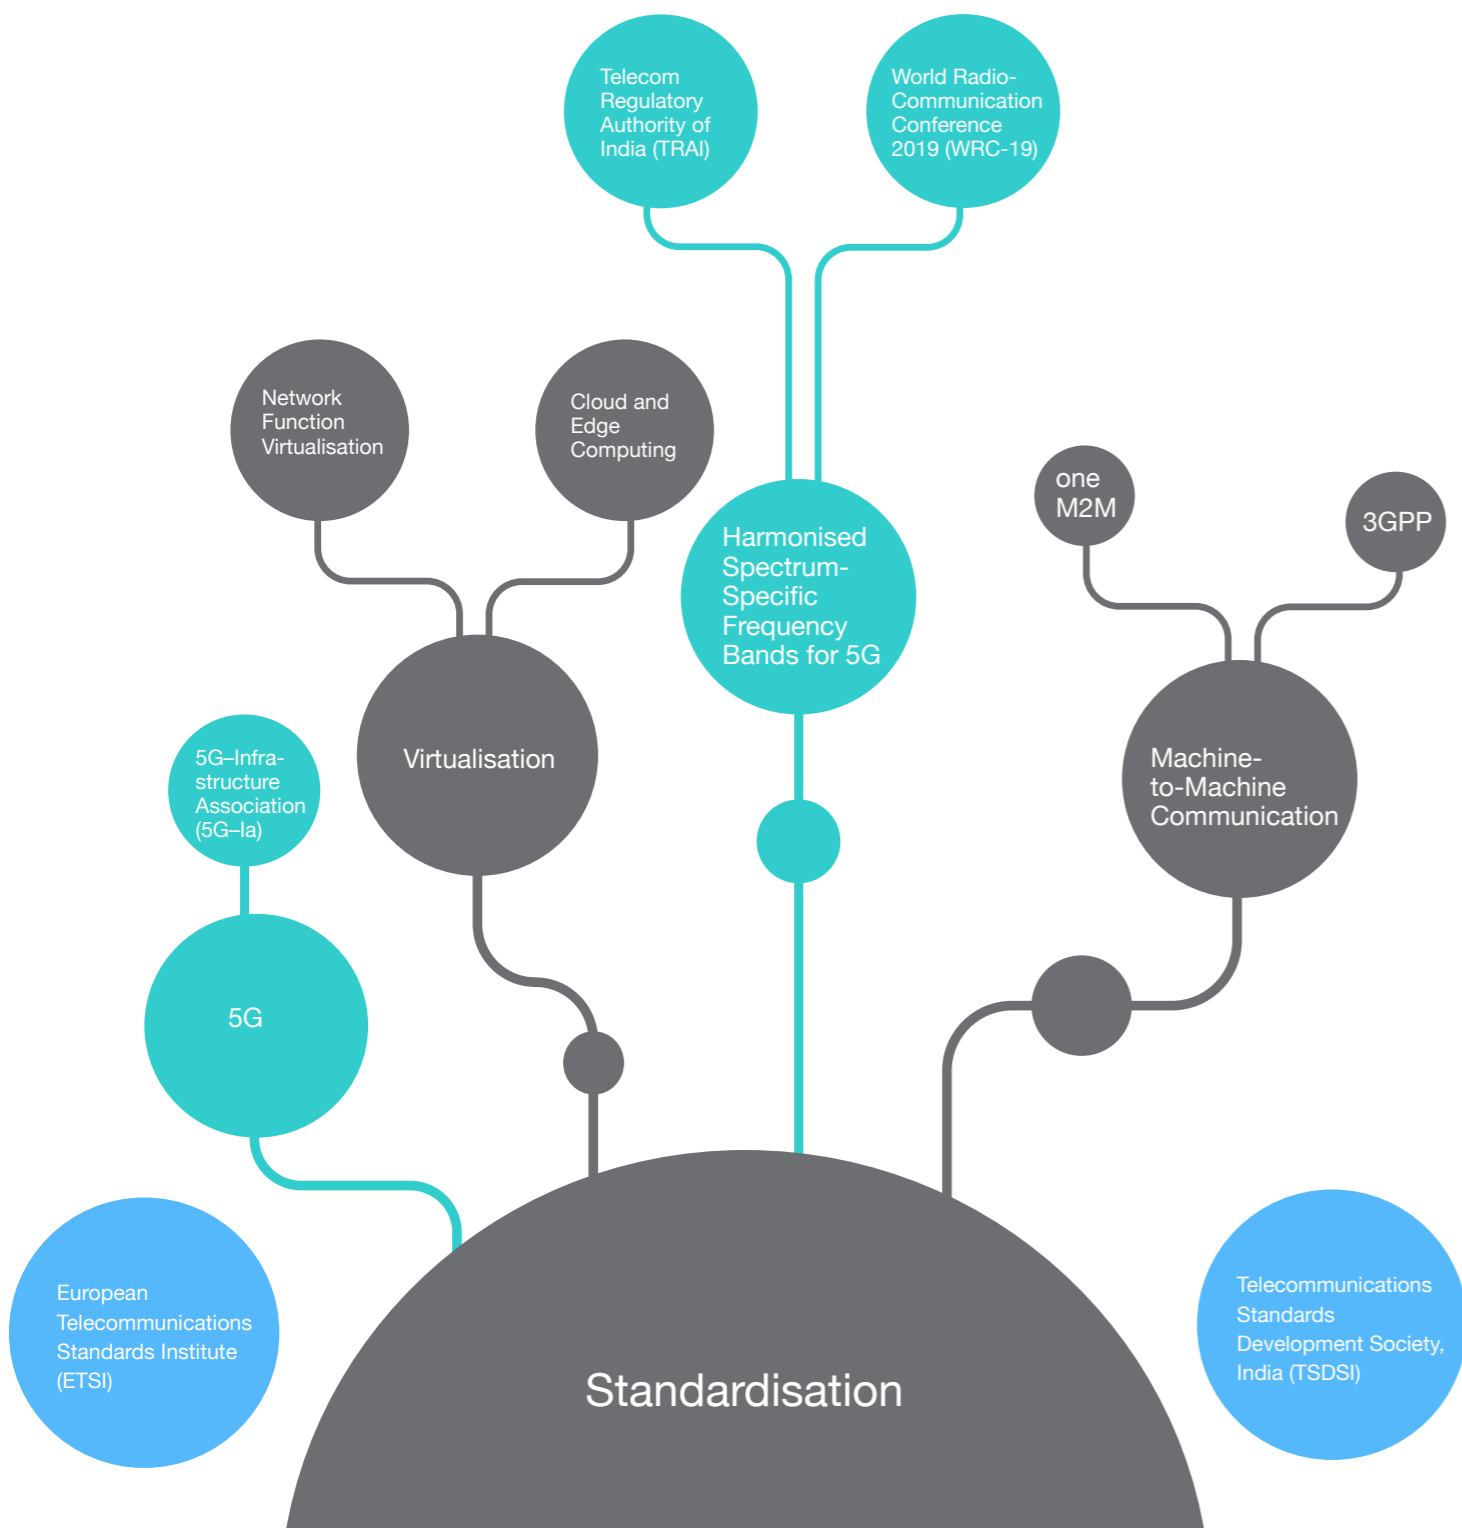 Telecom
Regulatory
Authority of
India (TRAI)
World Radio-
Communication
Conference
2019 (WRC-19)
Network
Function
Virtualisation
Cloud and
Edge
Computing
Harmonised
Spectrum-
Specific
Frequency
Bands for 5G
one
M2M
3GPP
5G–Infra-
structure
Association
(5G–Ia)
Virtualisation
Machine-
to-Machine
Communication
5G
European
Telecommunications
Standards Institute
(ETSI)
Telecommunications
Standards
Development Society,
India (TSDSI)
Standardisation